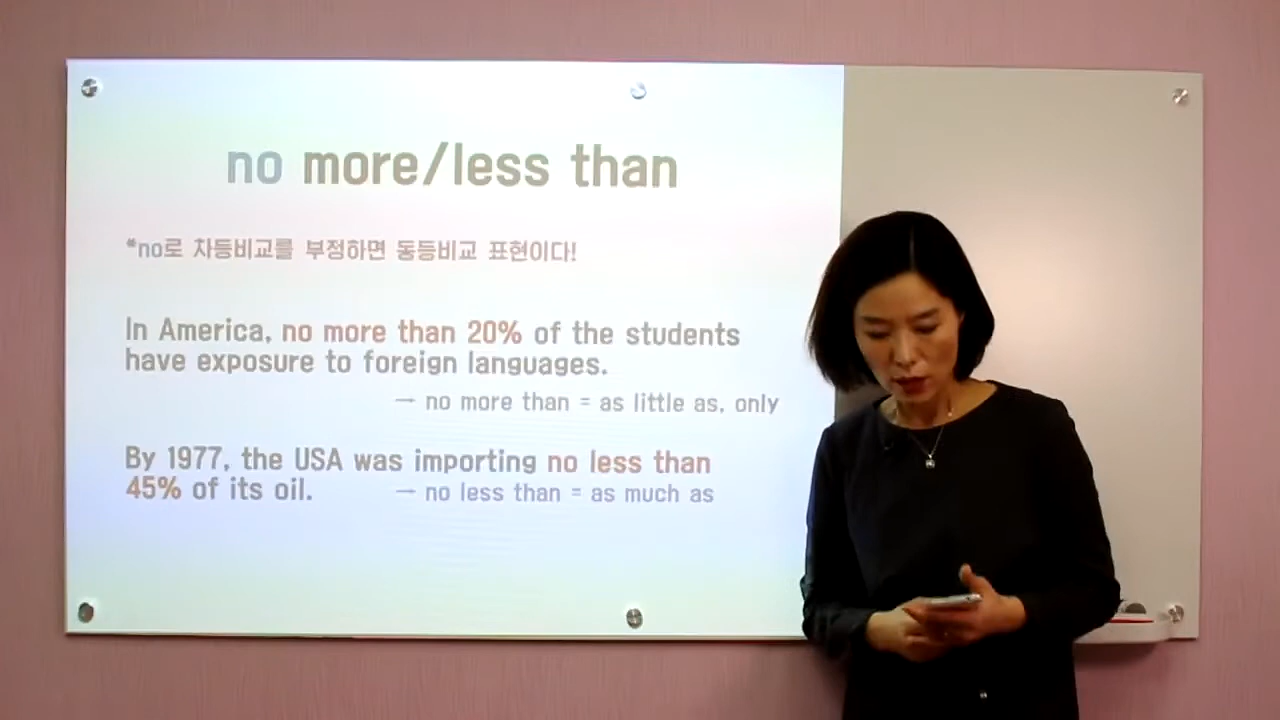 no more/less than
*no로 차등비교를 부정하면 동등비교 표현이다!
In America, no more than 20% of the students
have exposure to foreign languages.
→ no more than = as little as, only
By 1977, the USA was importing no less than
45% of its oil. → no less than = as much as